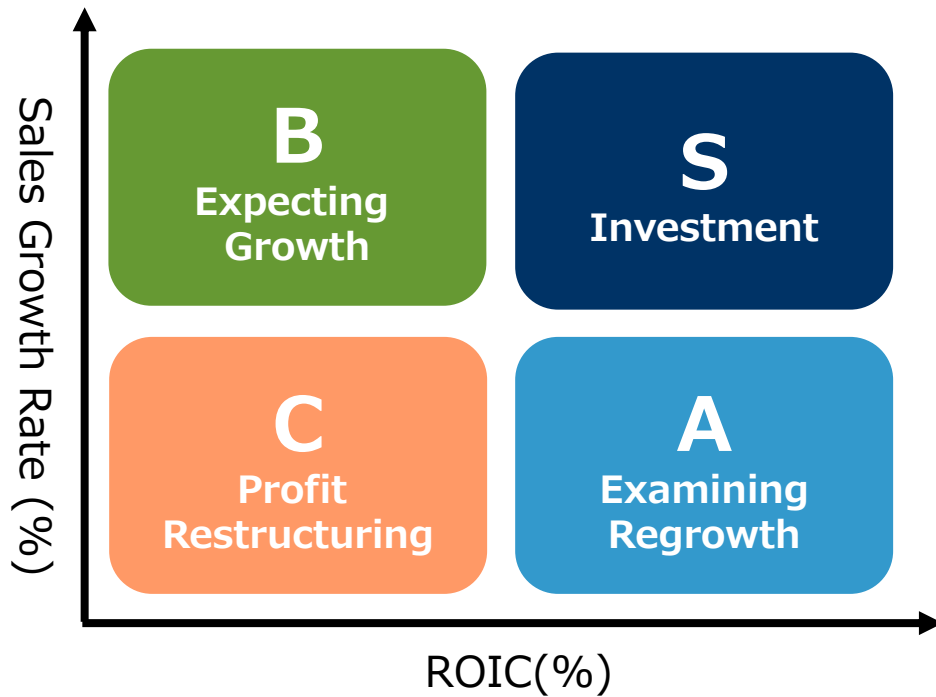 Sales Growth Rate (%)
B
Expecting
Growth
S
Investment
C
Profit
Restructuring
A
Examining
Regrowth
ROIC(%)